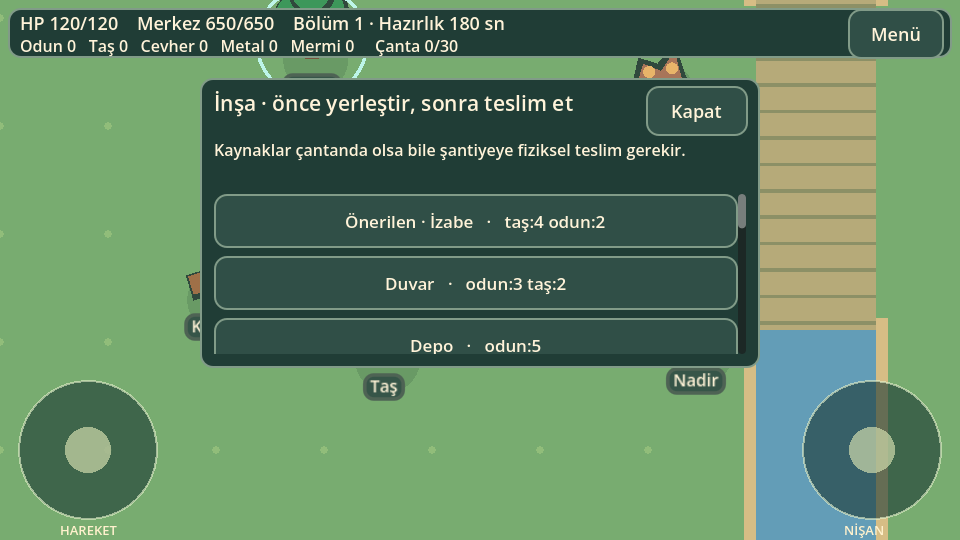 HP 120/120 Merkez 650/650 Bölüm 1 · Hazırlık 180 sn
Odun 0 Taş 0 Cevher 0 Metal 0 Mermi 0 Çanta 0/30
Menü
İnşa · önce yerleştir, sonra teslim et
Kapat
Kaynaklar çantanda olsa bile şantiyeye fiziksel teslim gerekir.
Önerilen · İzabe · taş:4 odun:2
Duvar · odun:3 taş:2
Depo · odun:5
Taş
Nadir
HAREKET
NİŞAN